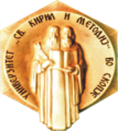 УНИВЕРЗИТЕТ „СВ. КИРИЛ И МЕТОДИЈ“ ВО СКОПЈЕ